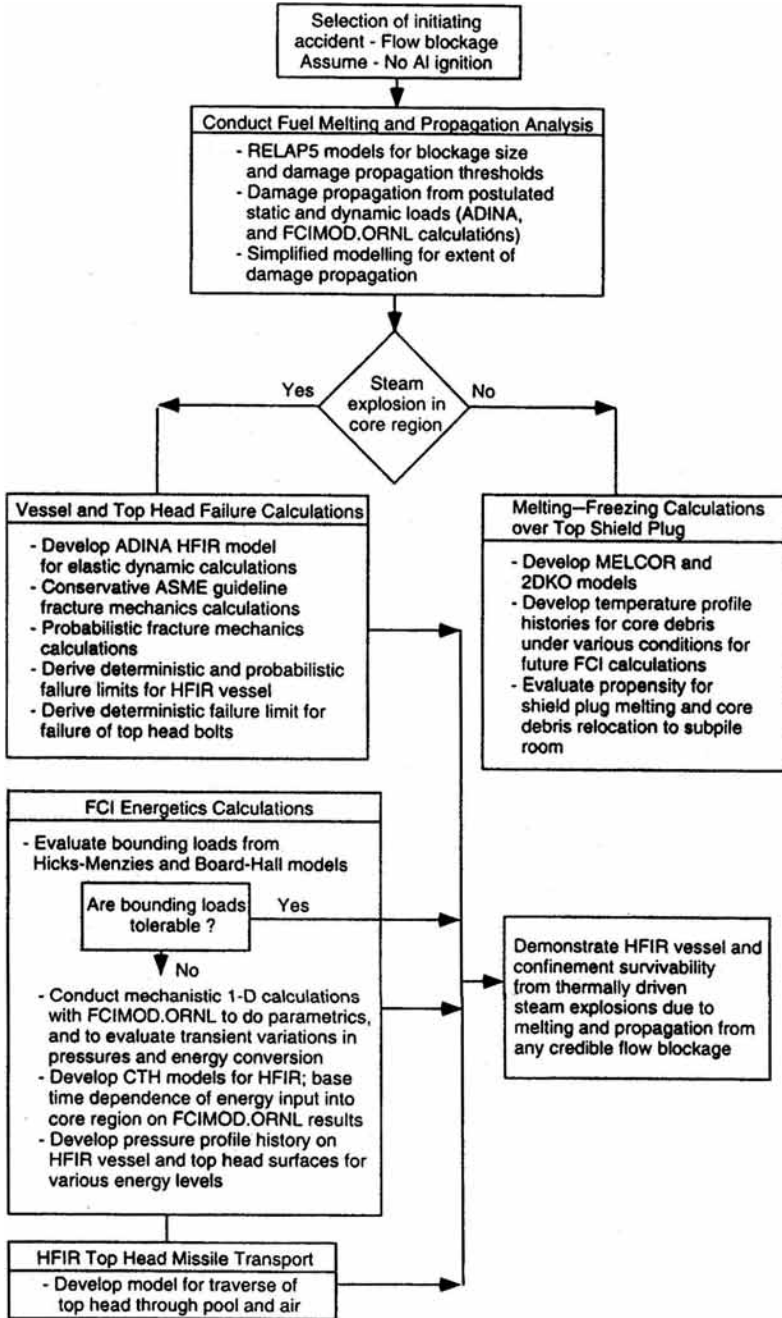 Selection of initiating
accident - Flow blockage
Assume - No Al ignition
Conduct Fuel Melting and Propagation Analysis
- RELAP5 models for blockage size
and damage propagation thresholds
- Damage propagation from postulated
static and dynamic loads (ADINA,
and FCIMOD.ORNL calculations)
- Simplified modelling for extent of
damage propagation
Yes
Steam
explosion in
core region
No
Vessel and Top Head Failure Calculations
- Develop ADINA HFIR model
for elastic dynamic calculations
- Conservative ASME guideline
fracture mechanics calculations
- Probabilistic fracture mechanics
calculations
- Derive deterministic and probabilistic
failure limits for HFIR vessel
- Derive deterministic failure limit for
failure of top head bolts
Melting–Freezing Calculations
over Top Shield Plug
- Develop MELCOR and
2DKO models
- Develop temperature profile
histories for core debris
under various conditions for
future FCI calculations
- Evaluate propensity for
shield plug melting and core
debris relocation to subpile
room
FCI Energetics Calculations
- Evaluate bounding loads from
Hicks-Menzies and Board-Hall models
Are bounding loads
tolerable ?
Yes
No
- Conduct mechanistic 1-D calculations
with FCIMOD.ORNL to do parametrics,
and to evaluate transient variations in
pressures and energy conversion
- Develop CTH models for HFIR; base
time dependence of energy input into
core region on FCIMOD.ORNL results
- Develop pressure profile history on
HFIR vessel and top head surfaces for
various energy levels
Demonstrate HFIR vessel and
confinement survivability
from thermally driven
steam explosions due to
melting and propagation from
any credible flow blockage
HFIR Top Head Missile Transport
- Develop model for traverse of
top head through pool and air